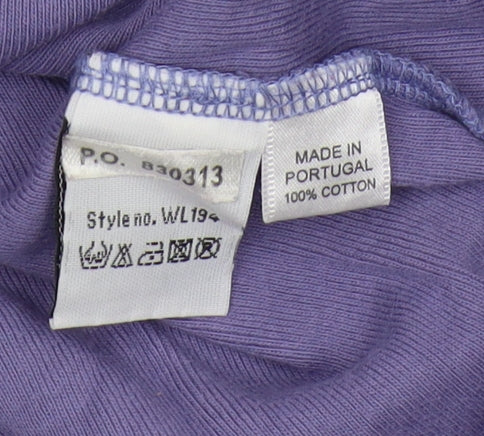 P.O. 830313
Style no. WL194
MADE IN
PORTUGAL
100% COTTON